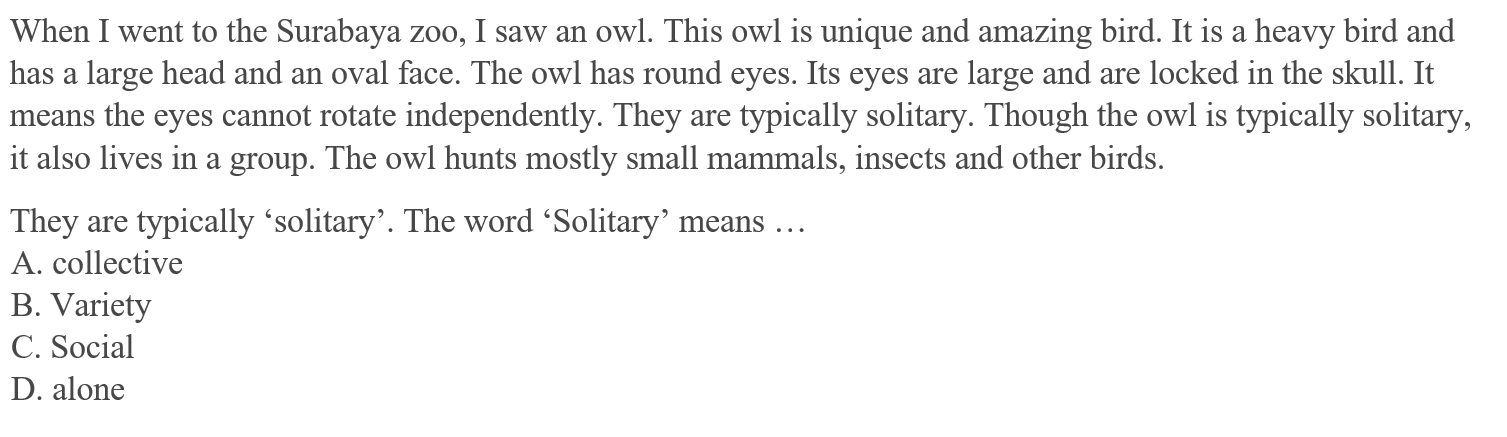 When I went to the Surabaya zoo, I saw an owl. This owl is unique and amazing bird. It is a heavy bird and
has a large head and an oval face. The owl has round eyes. Its eyes are large and are locked in the skull. It
means the eyes cannot rotate independently. They are typically solitary. Though the owl is typically solitary,
it also lives in a group. The owl hunts mostly small mammals, insects and other birds.
They are typically ‘solitary’. The word ‘Solitary’ means …
A. collective
B. Variety
C. Social
D. alone